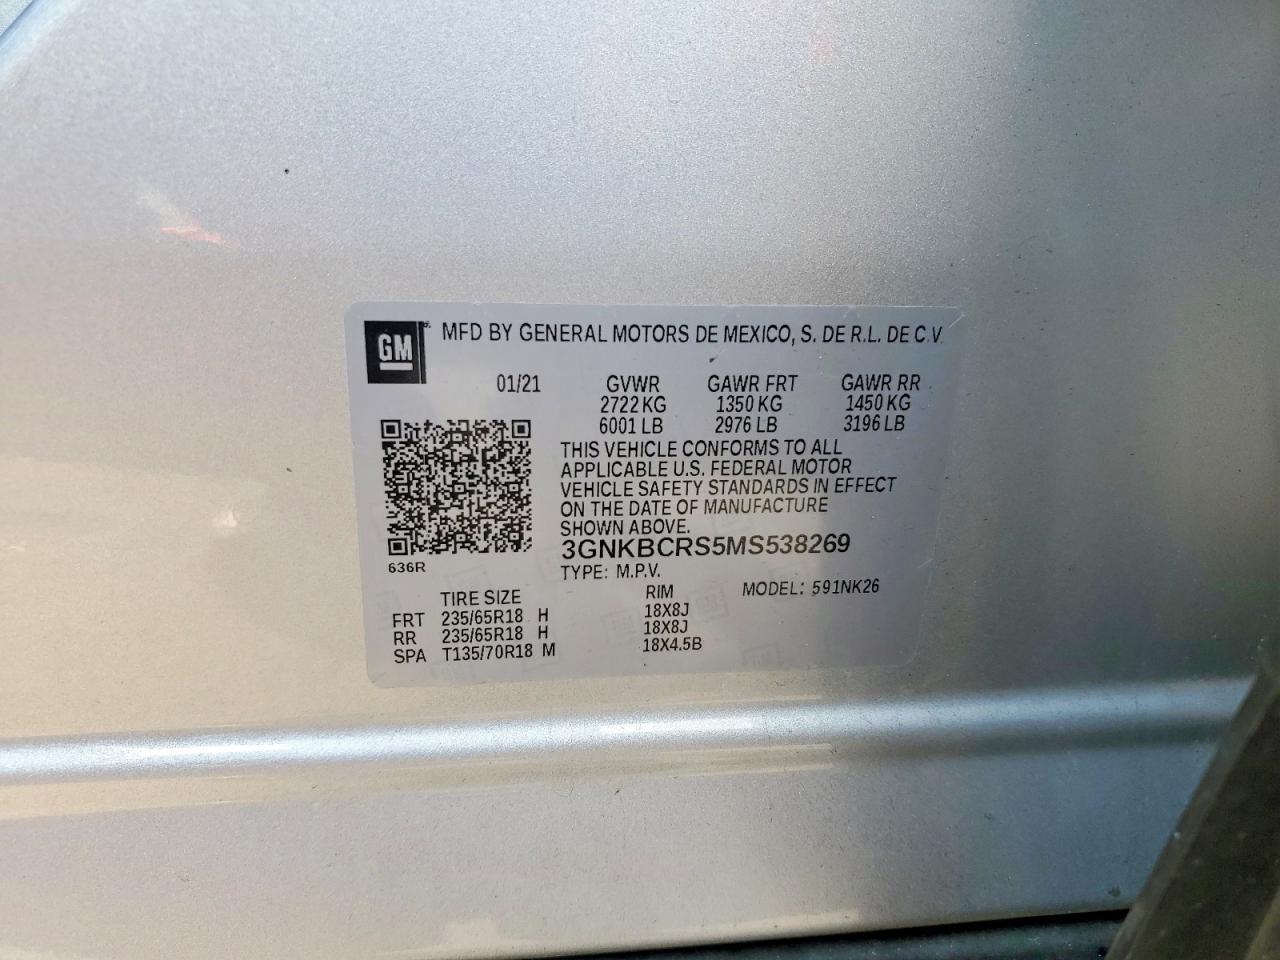 GM
MFD BY GENERAL MOTORS DE MEXICO, S. DE R.L. DE C.V.
01/21 GVWR GAWR FRT GAWR RR
2722 KG 1350 KG 1450 KG
6001 LB 2976 LB 3196 LB
THIS VEHICLE CONFORMS TO ALL
APPLICABLE U.S. FEDERAL MOTOR
VEHICLE SAFETY STANDARDS IN EFFECT
ON THE DATE OF MANUFACTURE
SHOWN ABOVE.
3GNKBCRS5MS538269
636R
TYPE: M.P.V.
MODEL: 591NK26
TIRE SIZE RIM
FRT 235/65R18 H 18X8J
RR 235/65R18 H 18X8J
SPA T135/70R18 M 18X4.5B